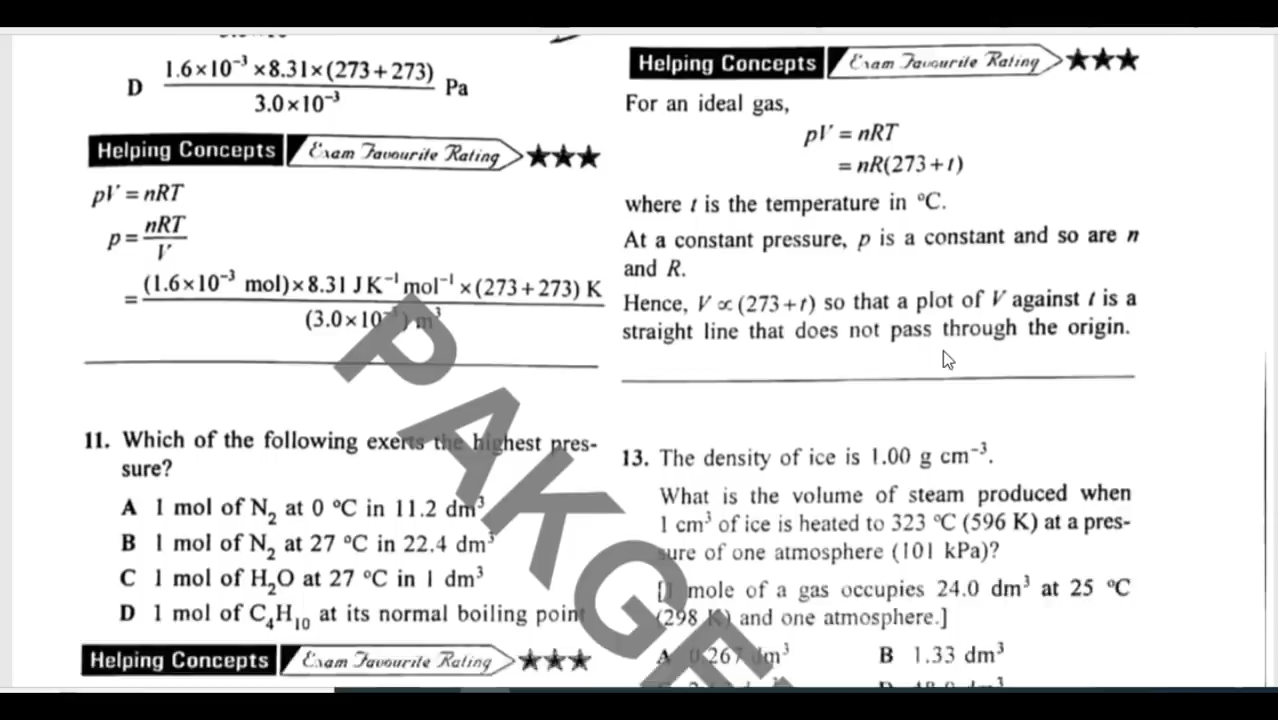 D 1.6×10⁻³ ×8.31×(273+273) / 3.0×10⁻³ Pa
Helping Concepts Exam Favourite Rating ★★★
pV = nRT
p = nRT / V
= (1.6×10⁻³ mol)×8.31 J K⁻¹ mol⁻¹ ×(273+273) K / (3.0×10⁻³) m³
11. Which of the following exerts the highest pres-
sure?
A 1 mol of N₂ at 0 °C in 11.2 dm³
B 1 mol of N₂ at 27 °C in 22.4 dm³
C 1 mol of H₂O at 27 °C in 1 dm³
D 1 mol of C₄H₁₀ at its normal boiling point
Helping Concepts Exam Favourite Rating ★★★
Helping Concepts Exam Favourite Rating ★★★
For an ideal gas,
pV = nRT
= nR(273+t)
where t is the temperature in °C.
At a constant pressure, p is a constant and so are n
and R.
Hence, V ∝ (273+t) so that a plot of V against t is a
straight line that does not pass through the origin.
13. The density of ice is 1.00 g cm⁻³.
What is the volume of steam produced when
1 cm³ of ice is heated to 323 °C (596 K) at a pres-
sure of one atmosphere (101 kPa)?
[1 mole of a gas occupies 24.0 dm³ at 25 °C
(298 K) and one atmosphere.]
A 0.267 dm³ B 1.33 dm³
PAKGE